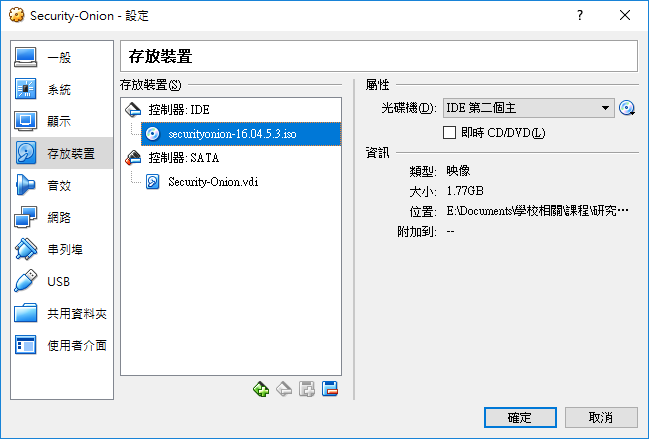 Security-Onion - 設定
?
一般
系統
顯示
存放裝置
音效
網路
串列埠
USB
共用資料夾
使用者介面
存放裝置
存放裝置(S)
控制器: IDE
securityonion-16.04.5.3.iso
控制器: SATA
Security-Onion.vdi
屬性
光碟機(D): IDE 第二個主
即時 CD/DVD(L)
資訊
類型: 映像
大小: 1.77GB
位置: E:\Documents\學校相關\課程\研究⋯
附加到: --
確定
取消